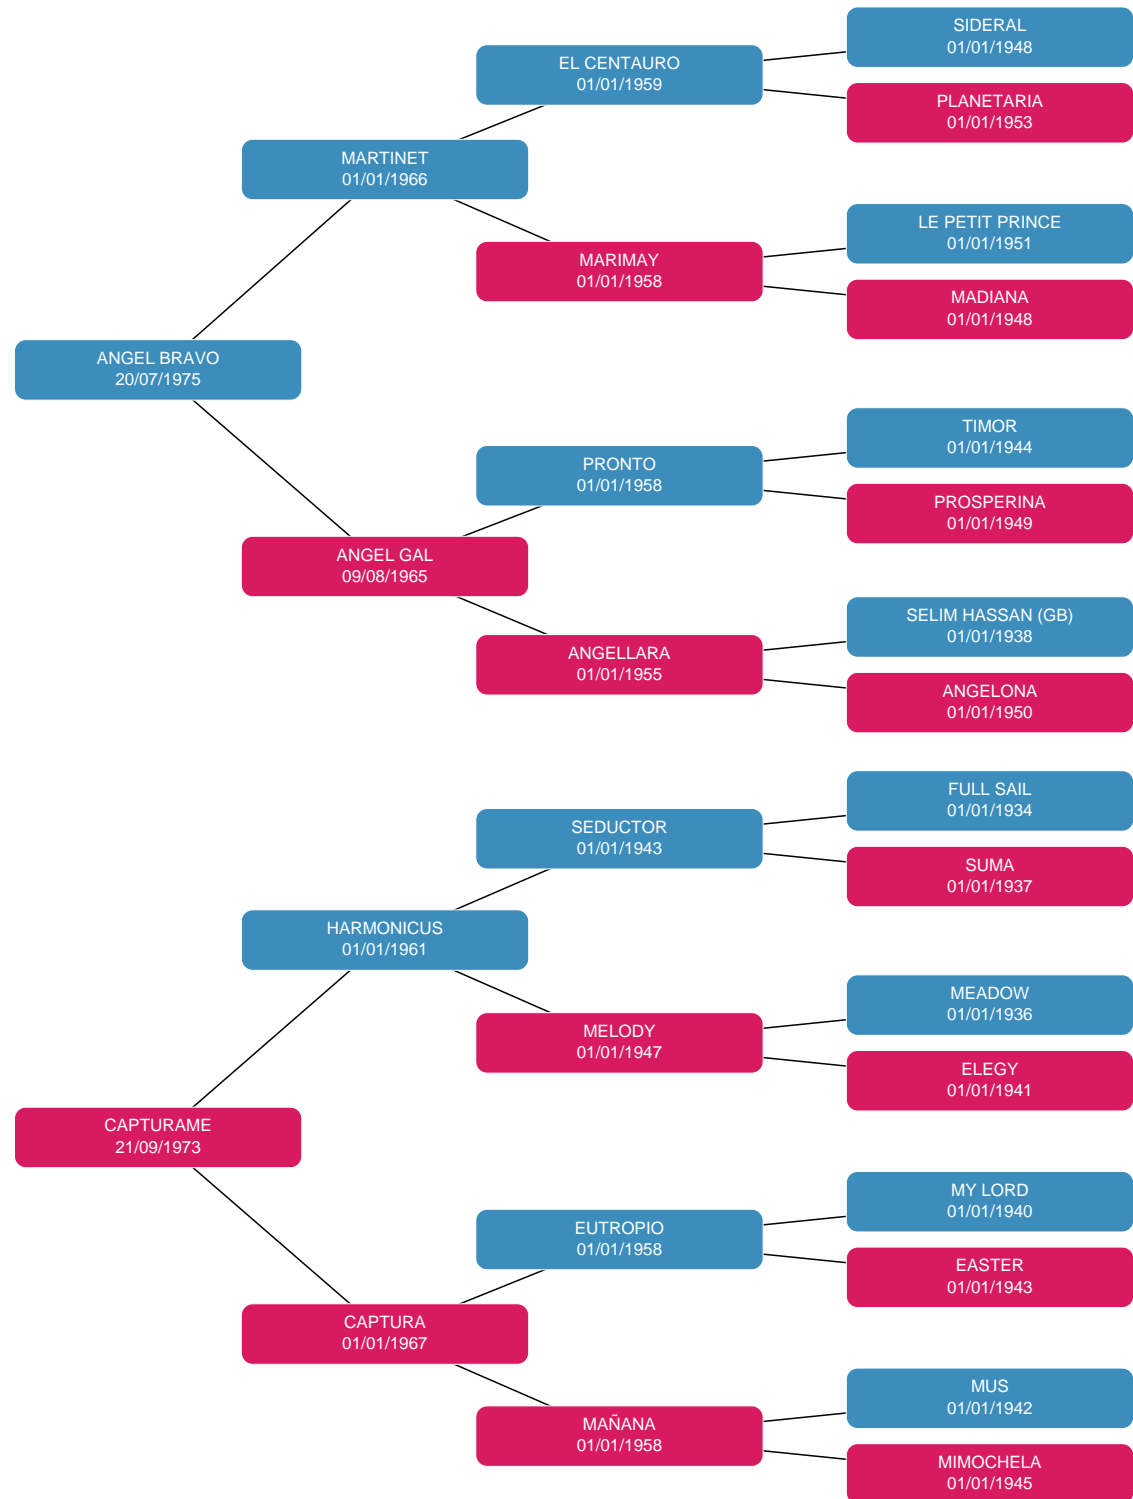 SIDERAL
01/01/1948
EL CENTAURO
01/01/1959
PLANETARIA
01/01/1953
MARTINET
01/01/1966
LE PETIT PRINCE
01/01/1951
MARIMAY
01/01/1958
MADIANA
01/01/1948
ANGEL BRAVO
20/07/1975
TIMOR
01/01/1944
PRONTO
01/01/1958
PROSPERINA
01/01/1949
ANGEL GAL
09/08/1965
SELIM HASSAN (GB)
01/01/1938
ANGELLARA
01/01/1955
ANGELONA
01/01/1950
FULL SAIL
01/01/1934
SEDUCTOR
01/01/1943
SUMA
01/01/1937
HARMONICUS
01/01/1961
MEADOW
01/01/1936
MELODY
01/01/1947
ELEGY
01/01/1941
CAPTURAME
21/09/1973
MY LORD
01/01/1940
EUTROPIO
01/01/1958
EASTER
01/01/1943
CAPTURA
01/01/1967
MUS
01/01/1942
MAÑANA
01/01/1958
MIMOCHELA
01/01/1945